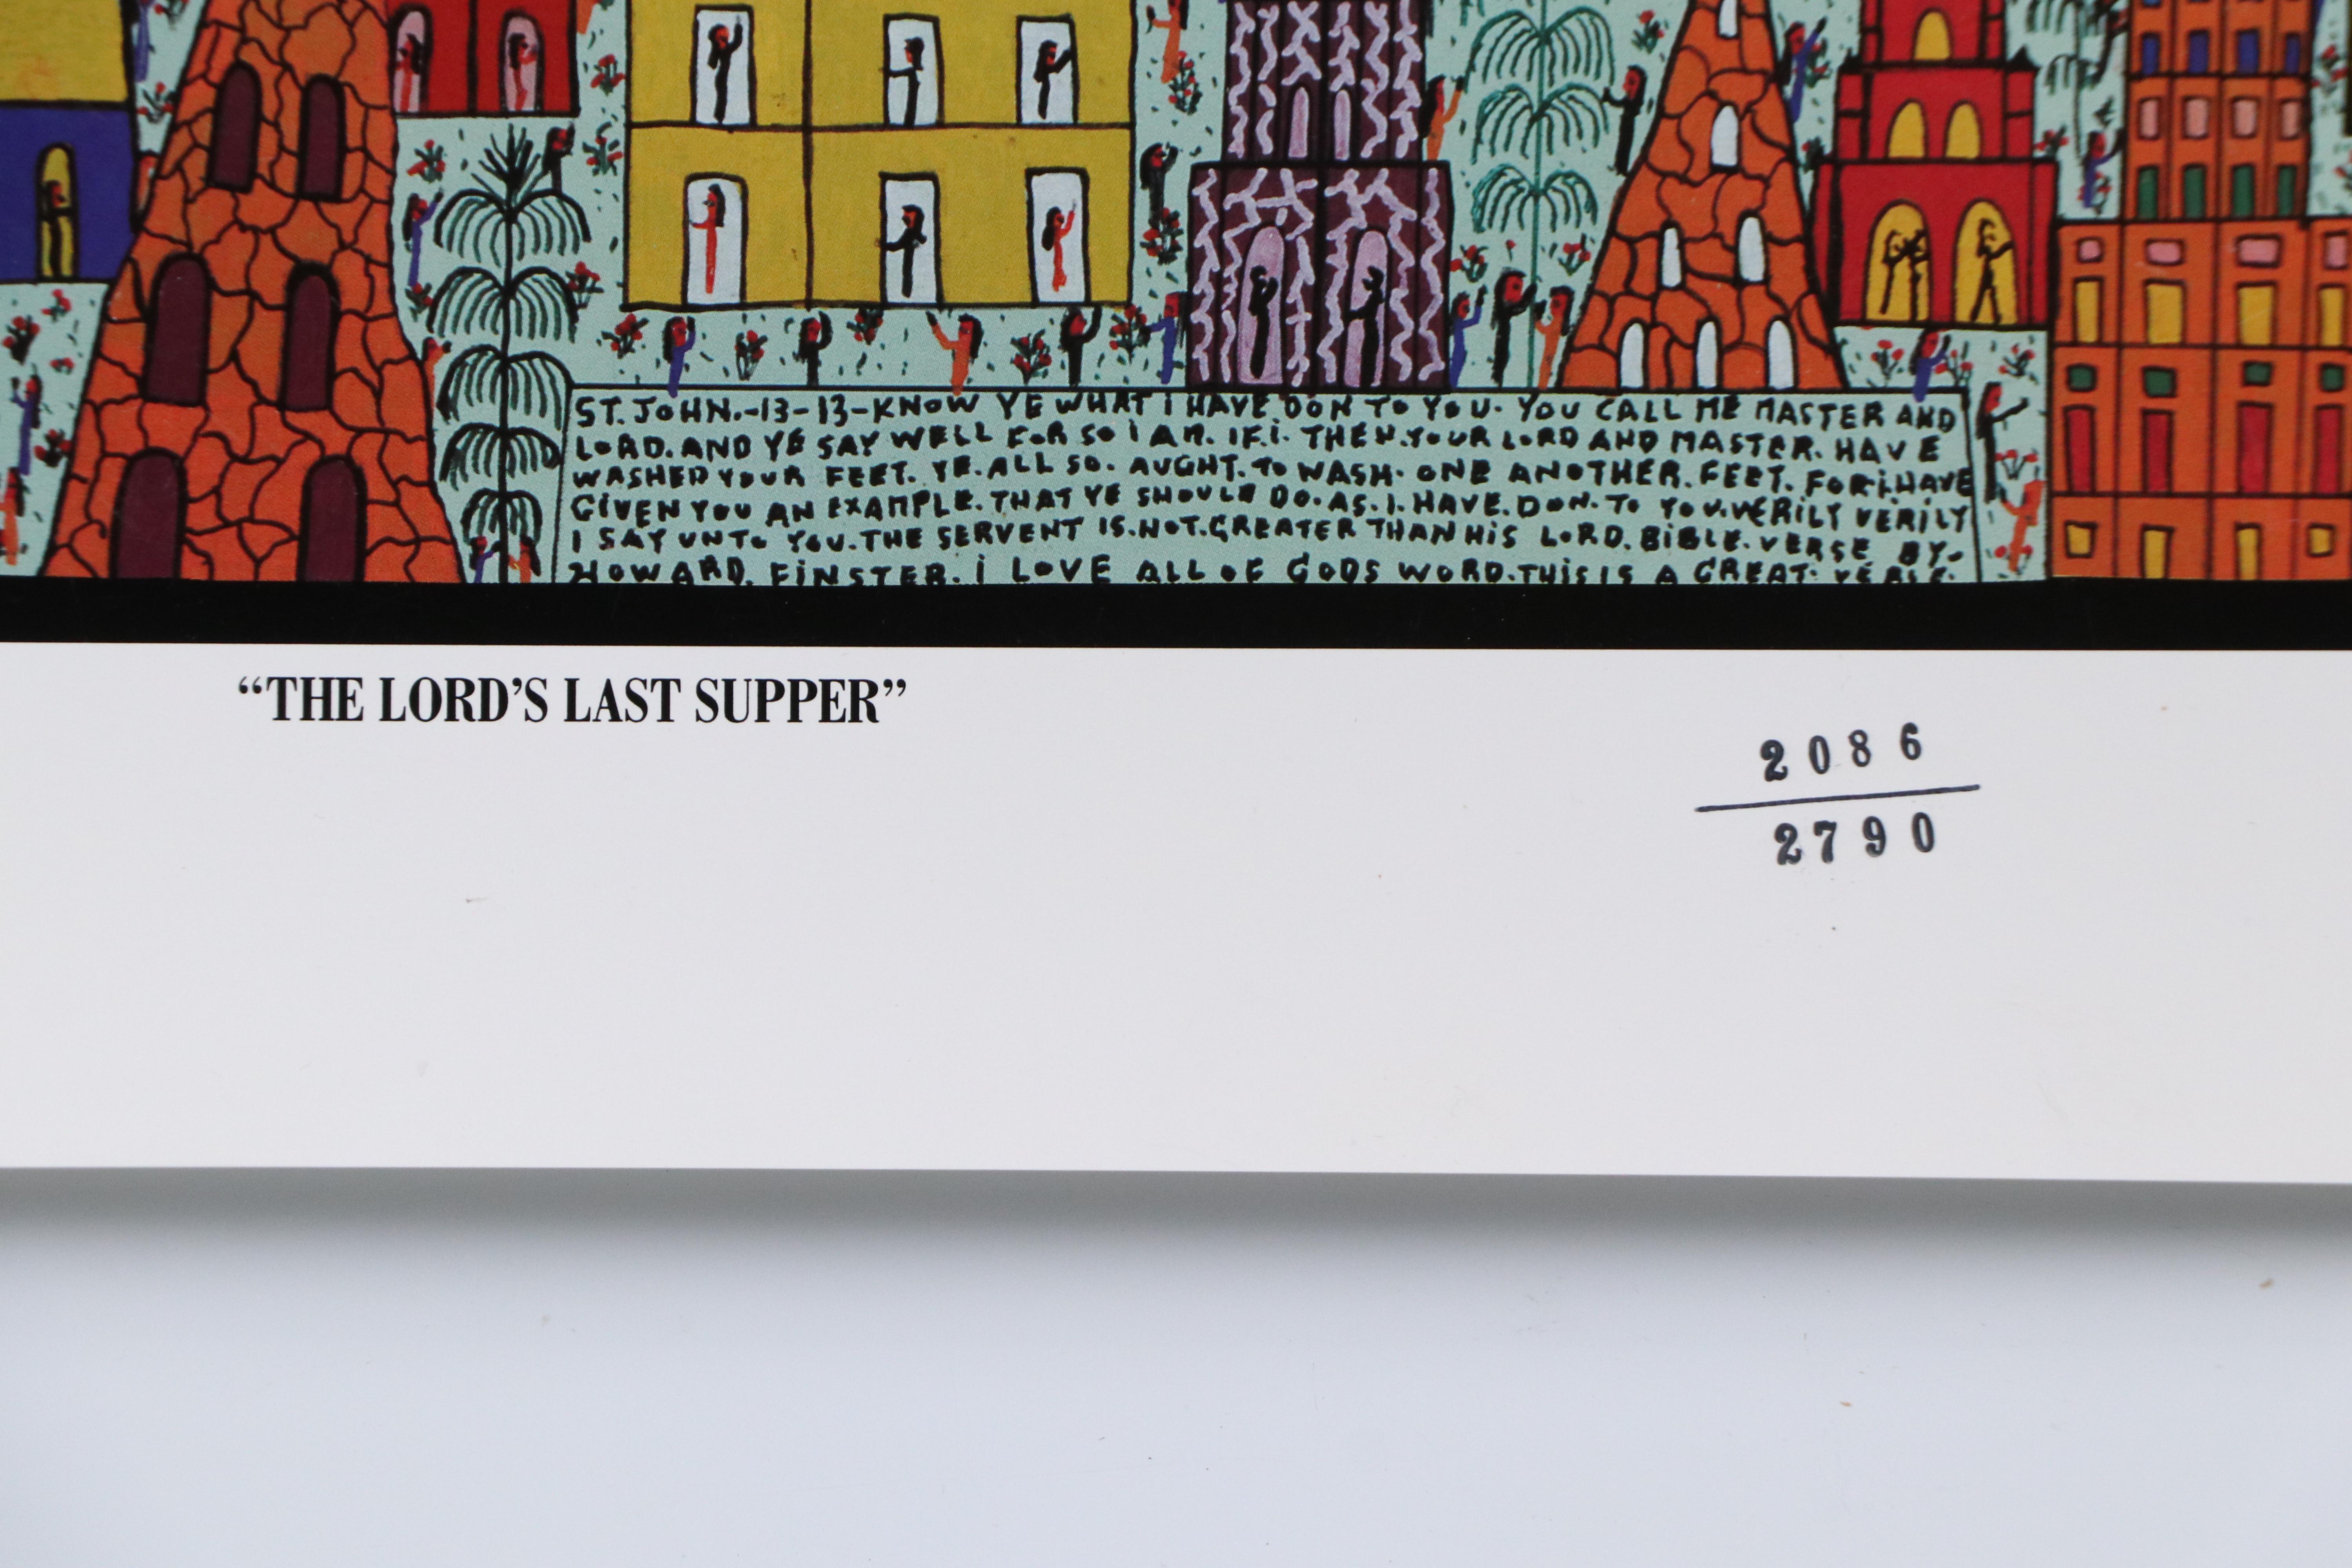 ST. JOHN.-13-13-KNOW YE WHAT i HAVE DON TO YOU. YOU CALL ME MASTER AND
LORD. AND YE SAY WELL FOR SO I AM. IF.i. THEN. YOUR LORD AND MASTER. HAVE
WASHED YOUR FEET. YE. ALL SO. AUGHT. TO WASH. ONE ANOTHER. FEET. FOR. i. HAVE
GIVEN YOU AN EXAMPLE. THAT YE SHOULD DO. AS. I. HAVE. DON. TO YOU. VERILY VERILY
I SAY UNTO YOU. THE SERVENT IS. NOT. GREATER THAN HIS LORD. BIBLE. VERSE BY-
HOWARD. FINSTER. i LOVE ALL OF GODS WORD. THIS IS A GREAT. VERSE.
“THE LORD’S LAST SUPPER”
2086
2790